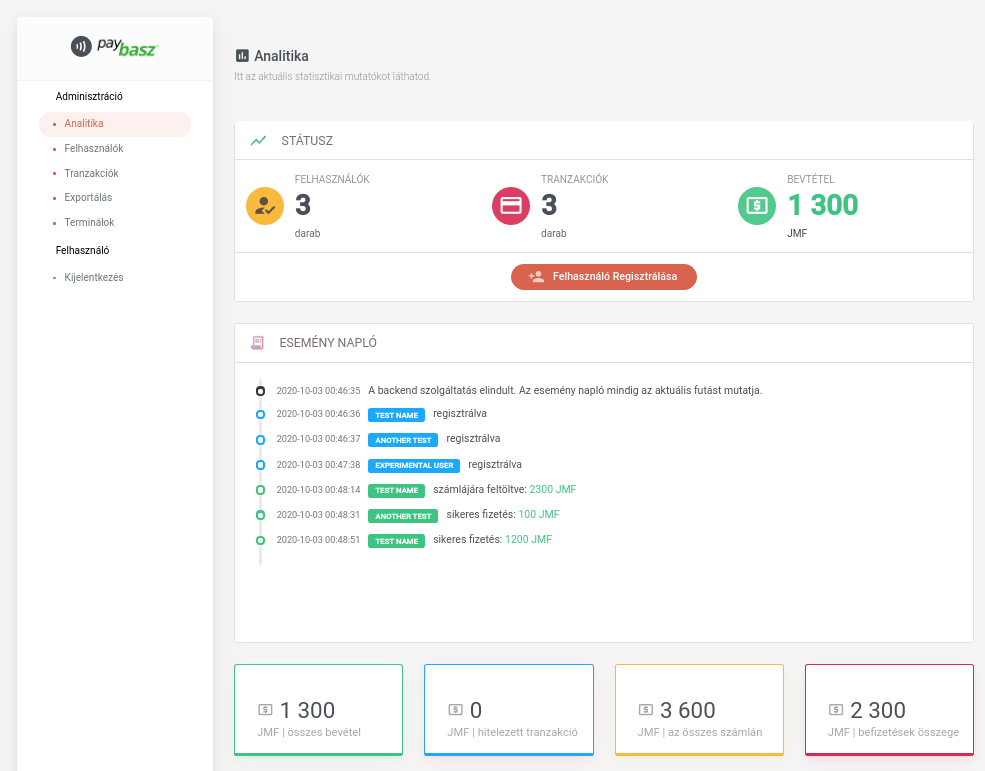 pay
basz
Adminisztráció
Analitika
Felhasználók
Tranzakciók
Exportálás
Terminálok
Felhasználó
Kijelentkezés
Analitika
Itt az aktuális statisztikai mutatókot láthatod.
STÁTUSZ
FELHASZNÁLÓK
3
darab
TRANZAKCIÓK
3
darab
BEVTÉTEL
1 300
JMF
Felhasználó Regisztrálása
ESEMÉNY NAPLÓ
2020-10-03 00:46:35 A backend szolgáltatás elindult. Az esemény napló mindig az aktuális futást mutatja.
2020-10-03 00:46:36 TEST NAME regisztrálva
2020-10-03 00:46:37 ANOTHER TEST regisztrálva
2020-10-03 00:47:38 EXPERIMENTAL USER regisztrálva
2020-10-03 00:48:14 TEST NAME számlájára feltöltve: 2300 JMF
2020-10-03 00:48:31 ANOTHER TEST sikeres fizetés: 100 JMF
2020-10-03 00:48:51 TEST NAME sikeres fizetés: 1200 JMF
1 300
JMF | összes bevétel
0
JMF | hitelezett tranzakció
3 600
JMF | az összes számlán
2 300
JMF | befizetések összege